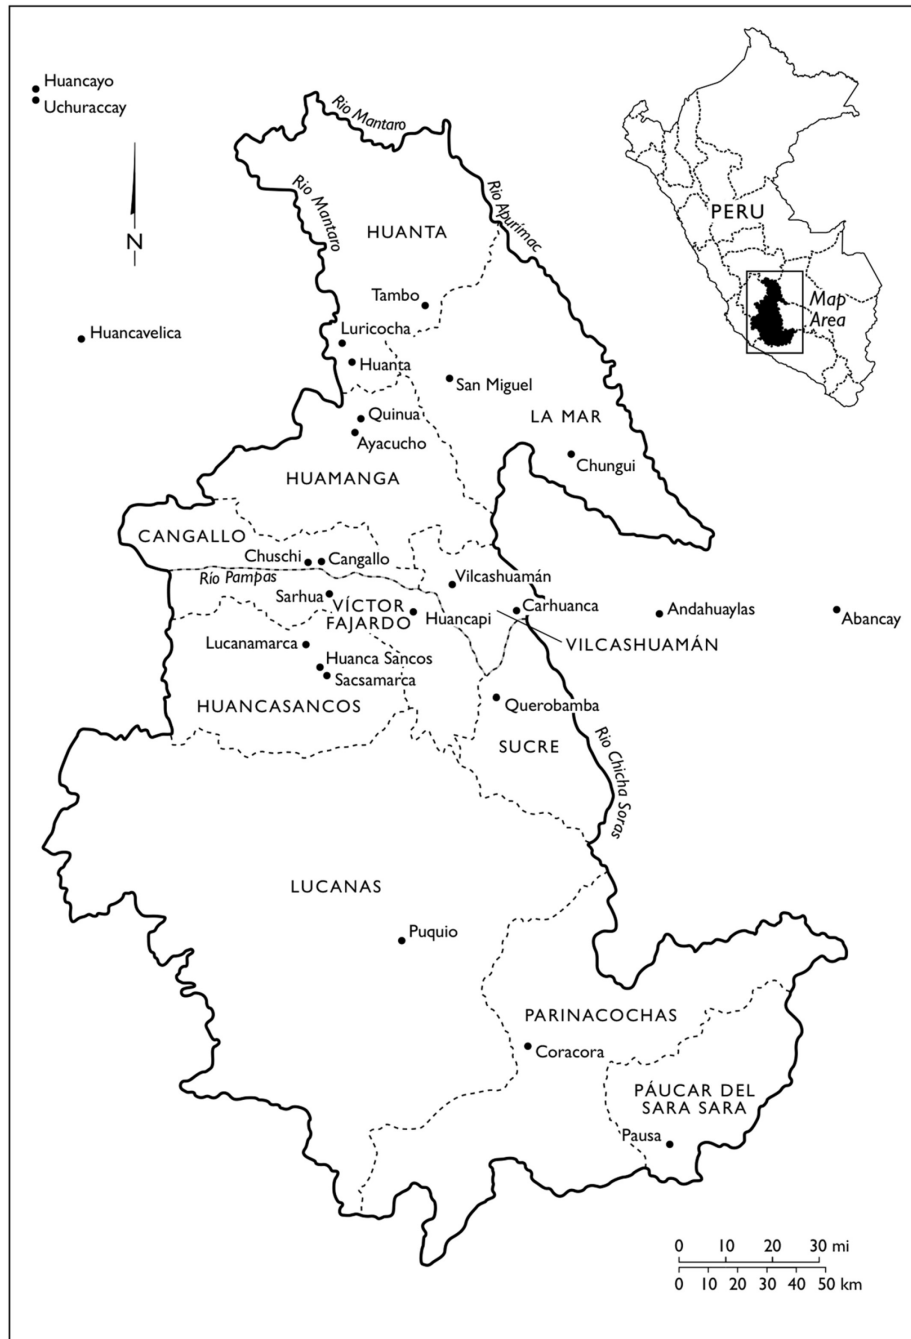 Huancayo
Uchuraccay
N
Huancavelica
Río Mantaro
Río Mantaro
Río Apurímac
HUANTA
Tambo
Luricocha
Huanta
San Miguel
Quinua
Ayacucho
LA MAR
Chungui
HUAMANGA
CANGALLO
Chuschi
Cangallo
Río Pampas
Vilcashuamán
Sarhua
VÍCTOR
FAJARDO
Huancapi
Carhuanca
Andahuaylas
Abancay
VILCASHUAMÁN
Lucanamarca
Huanca Sancos
Sacsamarca
HUANCASANCOS
Querobamba
SUCRE
Río Chicha Soras
LUCANAS
Puquio
PARINACOCHAS
Coracora
PÁUCAR DEL
SARA SARA
Pausa
PERU
Map
Area
0 10 20 30 mi
0 10 20 30 40 50 km